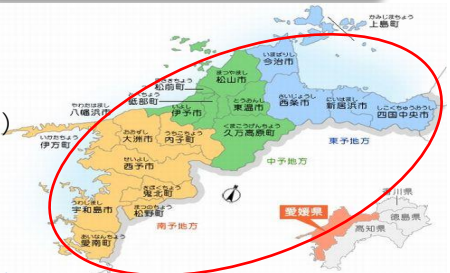 かみじまちょう
上島町
いまばりし
今治市
まつやまし
松山市
まさきちょう
松前町
とべちょう
砥部町
いよし
伊予市
とうおんし
東温市
さいじょうし
西条市
にいはまし
新居浜市
しこくちゅうおうし
四国中央市
くまこうげんちょう
久万高原町
東予地方
中予地方
やわたはまし
八幡浜市
いかたちょう
伊方町
おおずし
大洲市
うちこちょう
内子町
せいよし
西予市
きほくちょう
鬼北町
うわじまし
宇和島市
まつのちょう
松野町
あいなんちょう
愛南町
南予地方
愛媛県
香川県
徳島県
高知県
)